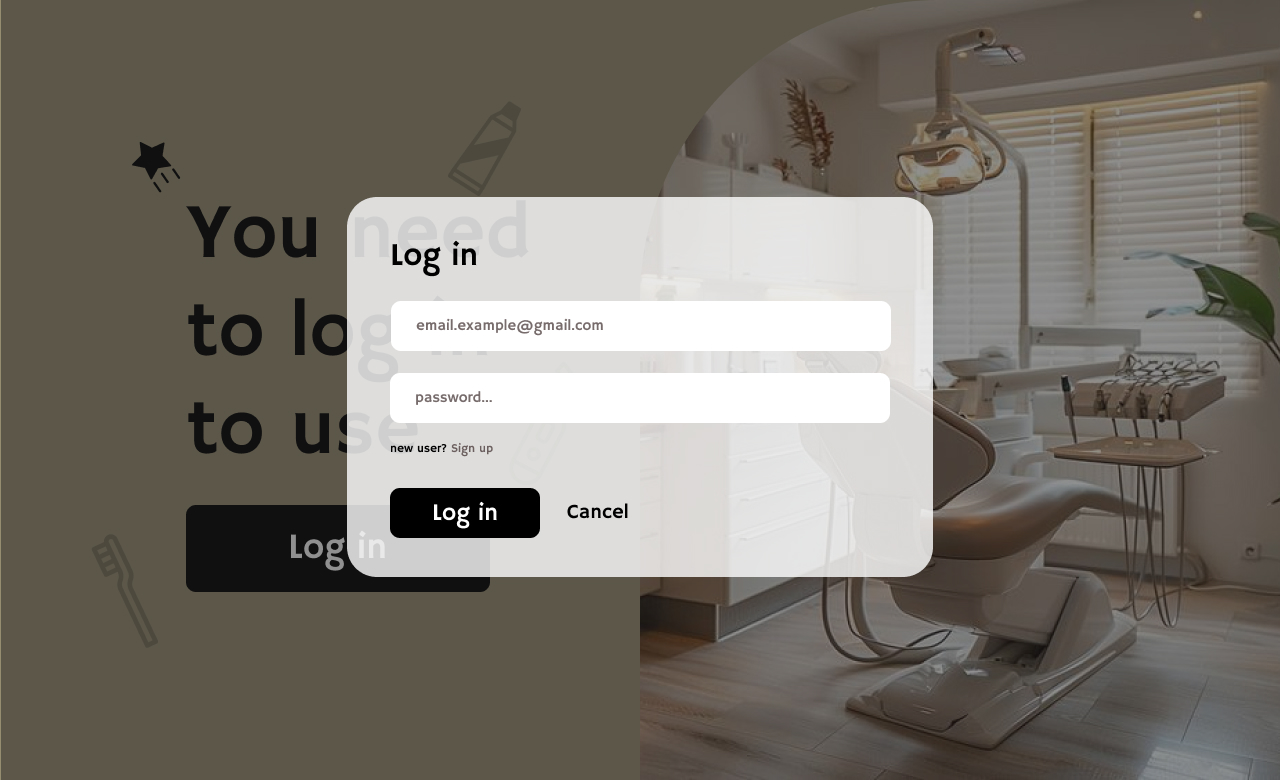 You need
to log in
to use
Log in
Log in
email.example@gmail.com
password...
new user? Sign up
Log in Cancel